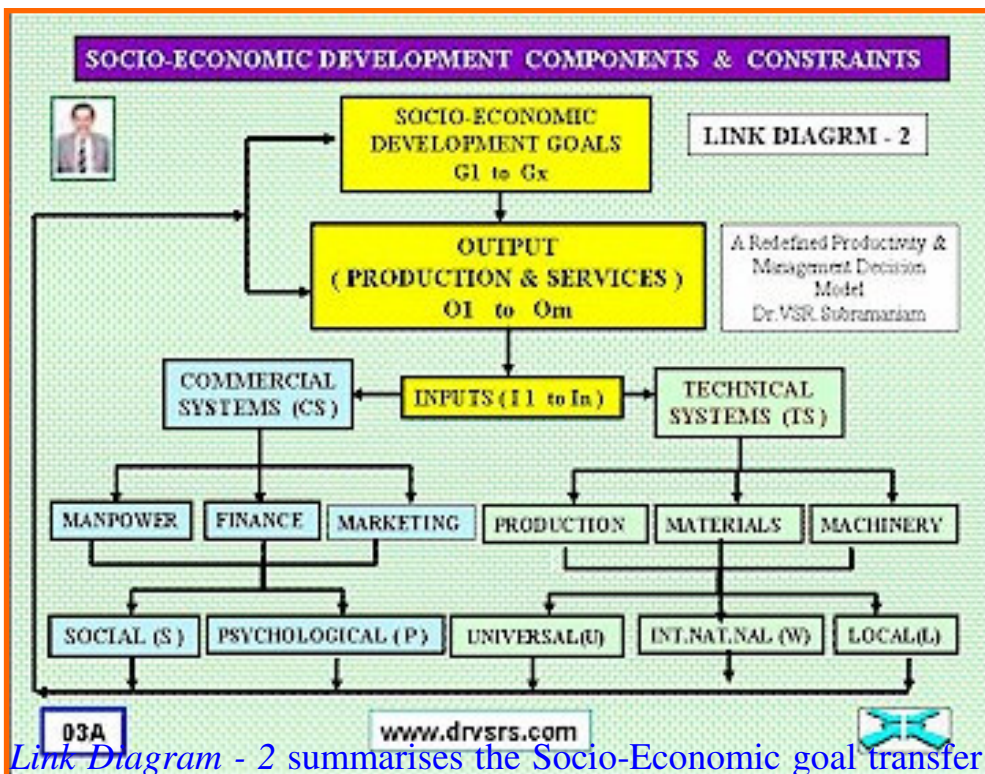 SOCIO-ECONOMIC DEVELOPMENT COMPONENTS & CONSTRAINTS
SOCIO-ECONOMIC
DEVELOPMENT GOALS
G1 to Gx
LINK DIAGRM - 2
OUTPUT
( PRODUCTION & SERVICES )
O1 to Om
A Redefined Productivity &
Management Decision
Model
Dr.VSR.Subramaniam
COMMERCIAL
SYSTEMS (CS)
INPUTS ( I 1 to In )
TECHNICAL
SYSTEMS (TS)
MANPOWER
FINANCE
MARKETING
PRODUCTION
MATERIALS
MACHINERY
SOCIAL (S)
PSYCHOLOGICAL ( P )
UNIVERSAL(U)
INT.NAT.NAL (W)
LOCAL(L)
03A
www.drvsrs.com
Link Diagram - 2 summarises the Socio-Economic goal transfer